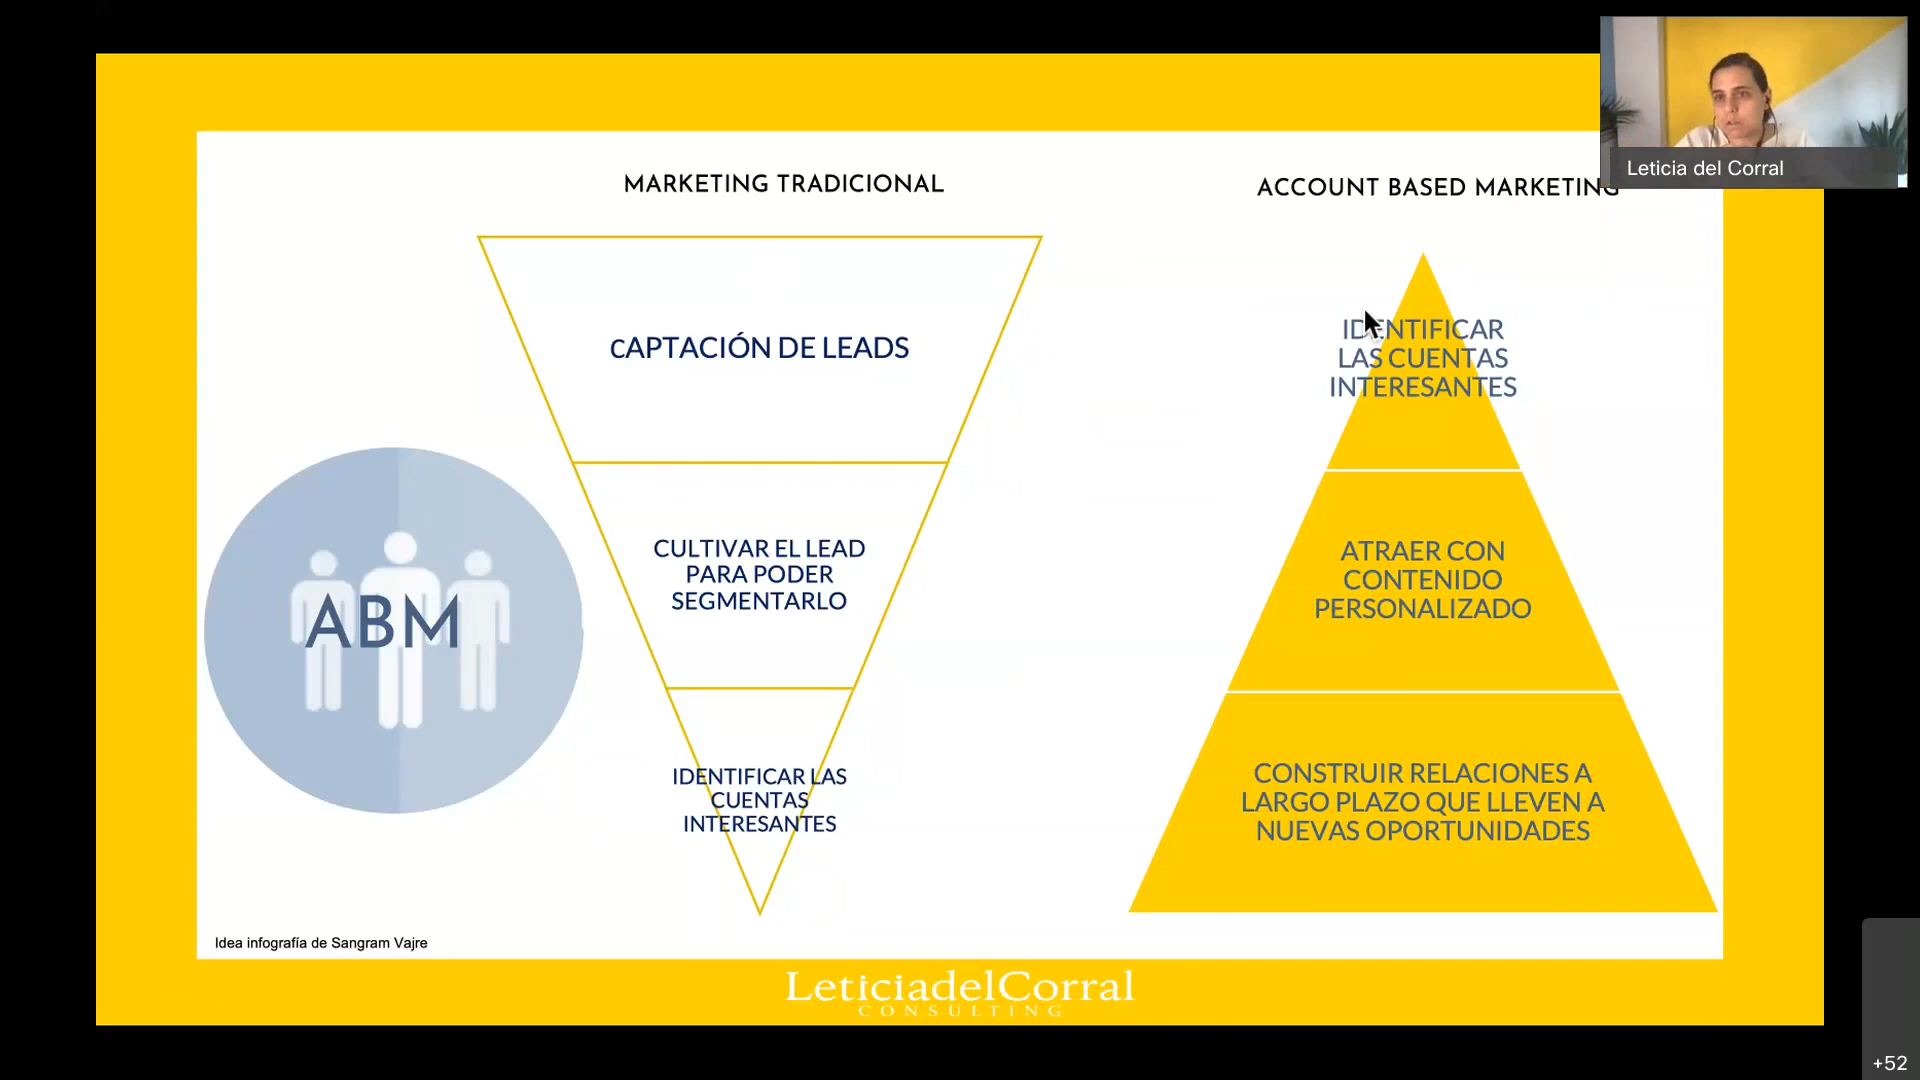 Leticia del Corral
MARKETING TRADICIONAL
ACCOUNT BASED MARKETING
CAPTACIÓN DE LEADS
CULTIVAR EL LEAD
PARA PODER
SEGMENTARLO
IDENTIFICAR LAS
CUENTAS
INTERESANTES
IDENTIFICAR
LAS CUENTAS
INTERESANTES
ATRAER CON
CONTENIDO
PERSONALIZADO
CONSTRUIR RELACIONES A
LARGO PLAZO QUE LLEVEN A
NUEVAS OPORTUNIDADES
ABM
Idea infografía de Sangram Vajre
LeticiadelCorral
CONSULTING
+52